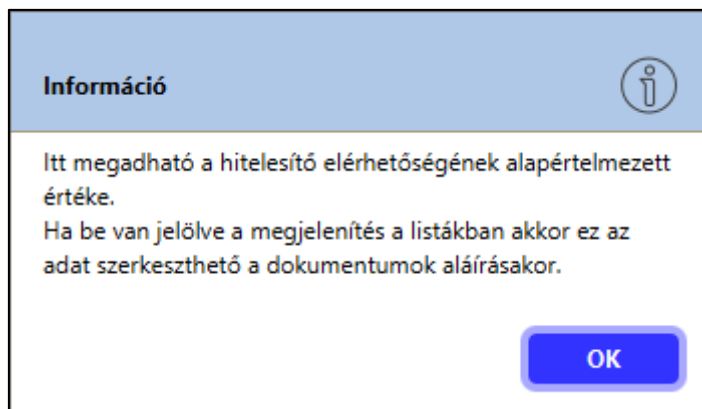 Információ
Itt megadható a hitelesítő elérhetőségének alapértelmezett
értéke.
Ha be van jelölve a megjelenítés a listákban akkor ez az
adat szerkeszthető a dokumentumok aláírásakor.
OK